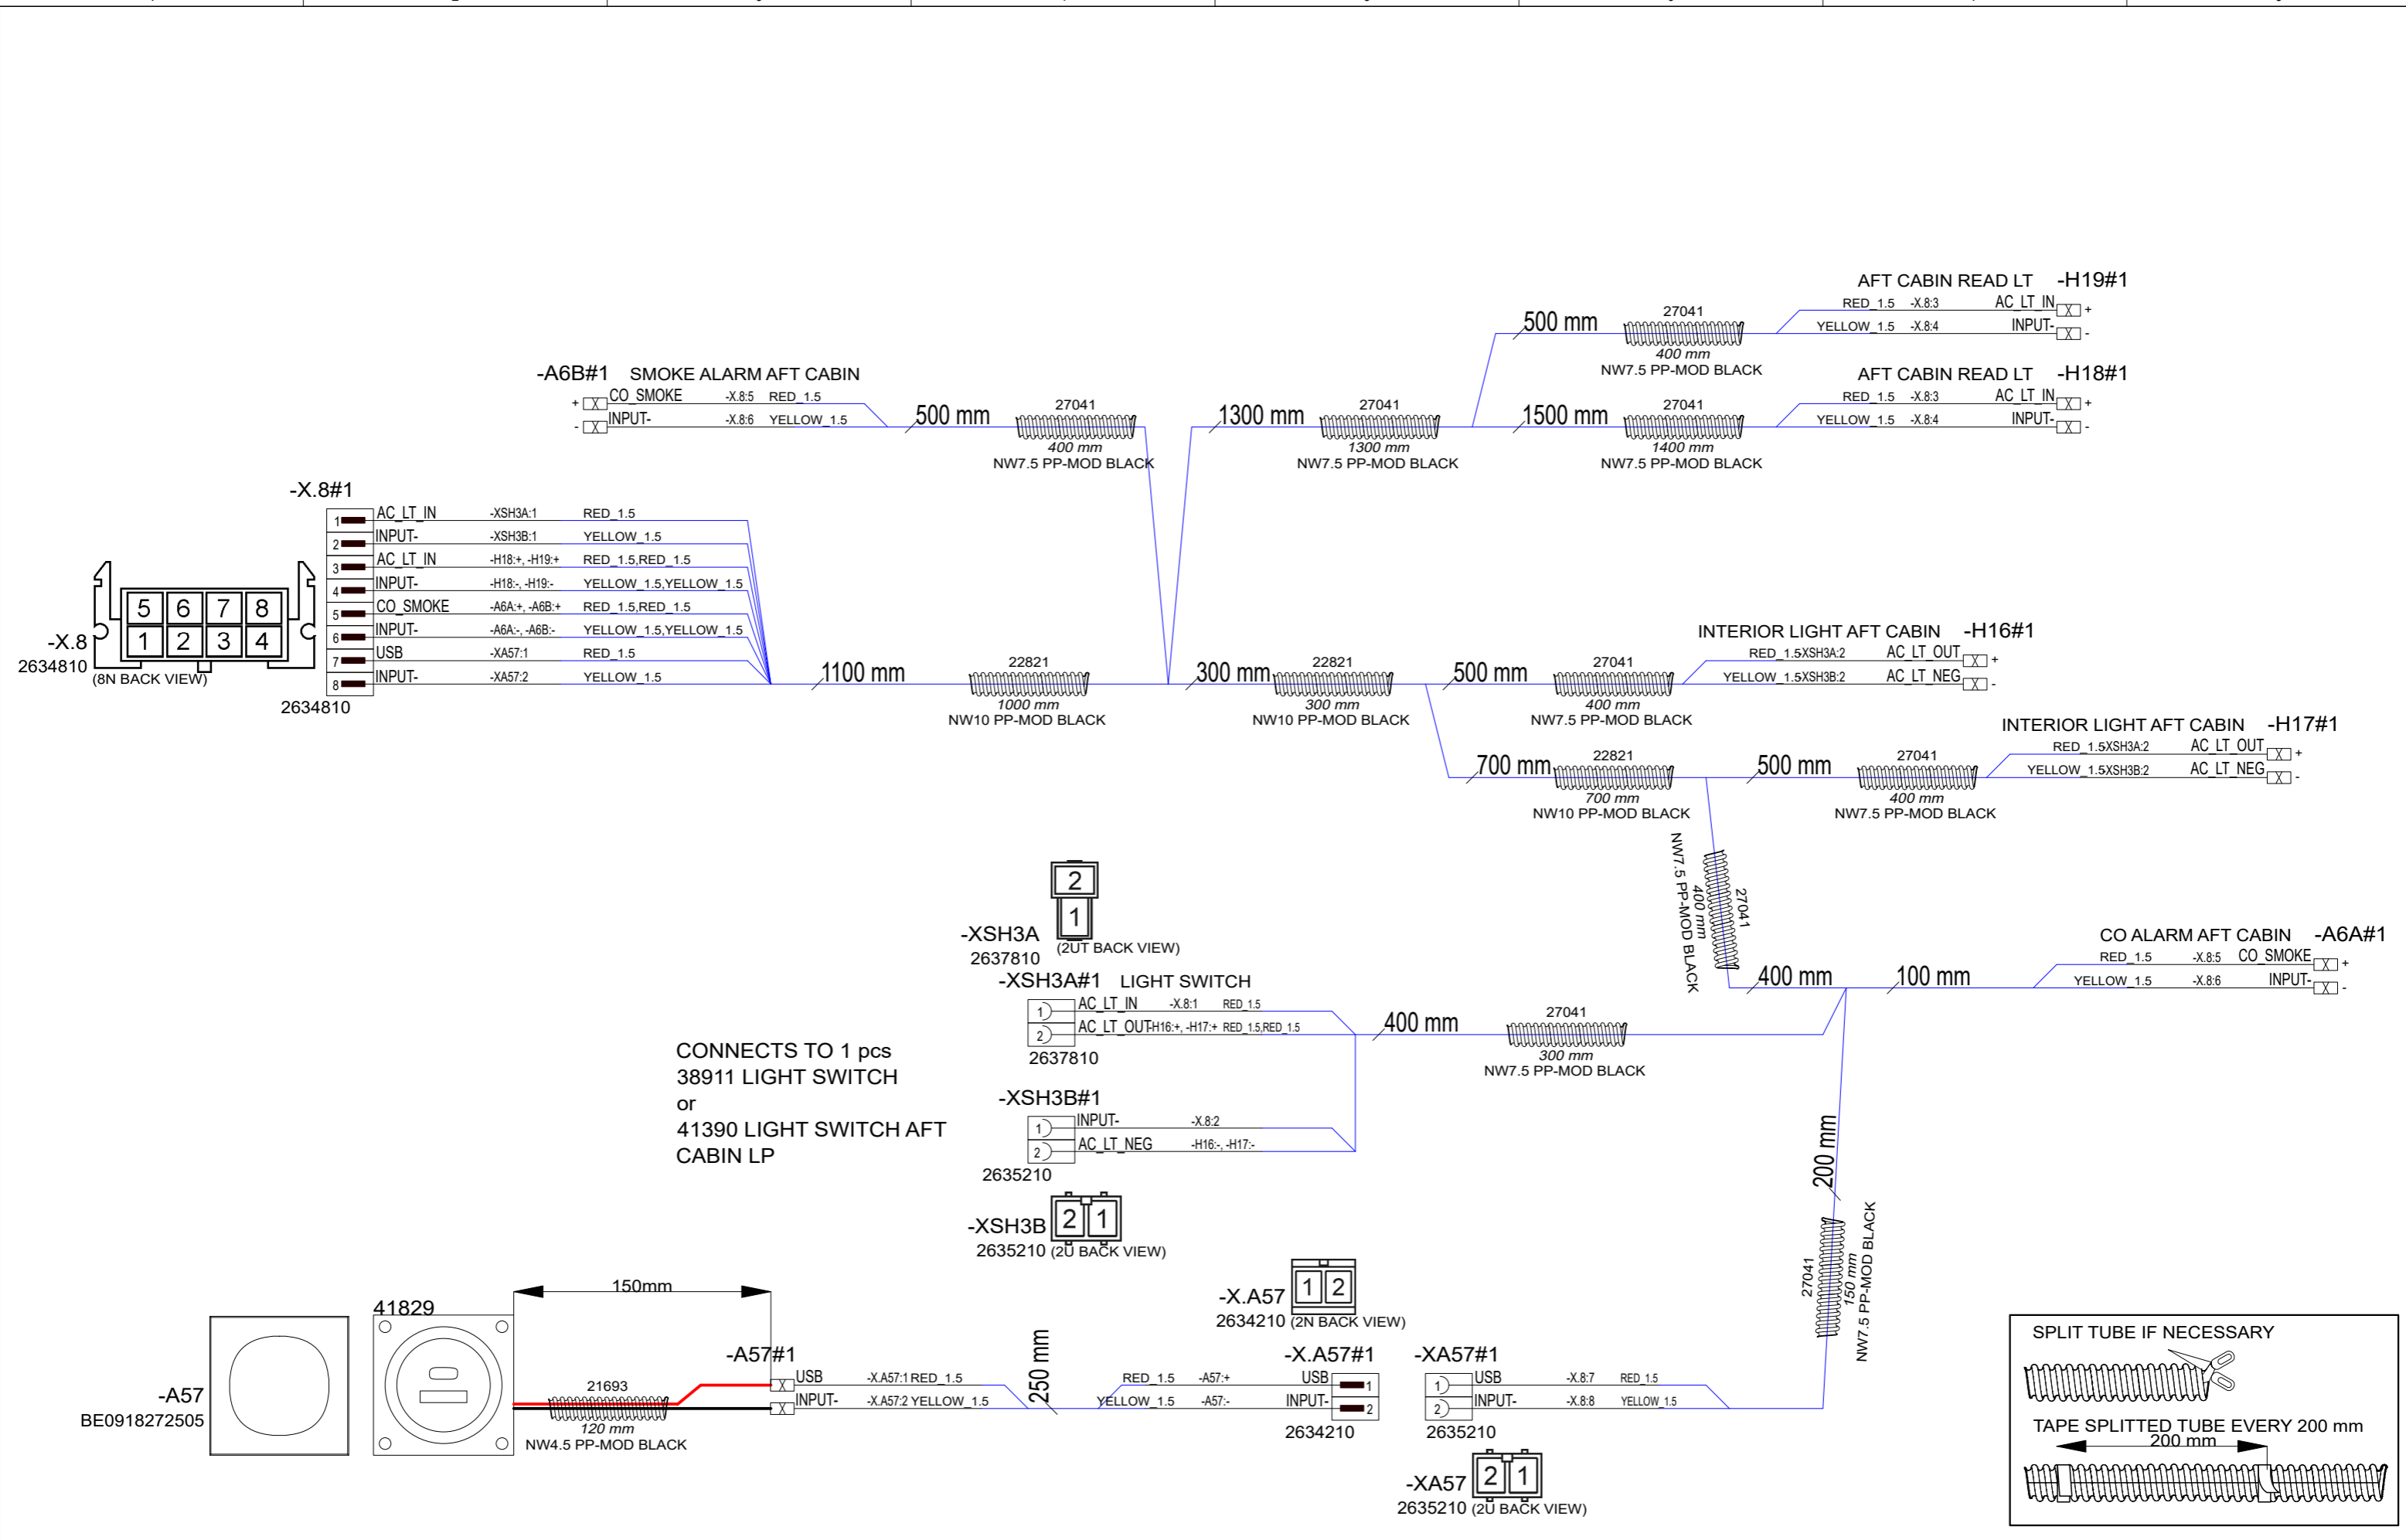 AFT CABIN READ LT -H19#1
RED_1.5 -X.8:3 AC_LT_IN X +
YELLOW_1.5 -X.8:4 INPUT- X -
500 mm
27041
400 mm
NW7.5 PP-MOD BLACK
-A6B#1 SMOKE ALARM AFT CABIN
+ X CO_SMOKE -X.8:5 RED_1.5
- X INPUT- -X.8:6 YELLOW_1.5
500 mm
27041
400 mm
NW7.5 PP-MOD BLACK
1300 mm
27041
1300 mm
NW7.5 PP-MOD BLACK
1500 mm
27041
1400 mm
NW7.5 PP-MOD BLACK
AFT CABIN READ LT -H18#1
RED_1.5 -X.8:3 AC_LT_IN X +
YELLOW_1.5 -X.8:4 INPUT- X -
-X.8#1
1 AC_LT_IN -XSH3A:1 RED_1.5
2 INPUT- -XSH3B:1 YELLOW_1.5
3 AC_LT_IN -H18:+, -H19:+ RED_1.5,RED_1.5
4 INPUT- -H18:-, -H19:- YELLOW_1.5,YELLOW_1.5
5 CO_SMOKE -A6A:+, -A6B:+ RED_1.5,RED_1.5
6 INPUT- -A6A:-, -A6B:- YELLOW_1.5,YELLOW_1.5
7 USB -XA57:1 RED_1.5
8 INPUT- -XA57:2 YELLOW_1.5
2634810
5 6 7 8
1 2 3 4
-X.8
2634810
(8N BACK VIEW)
1100 mm
22821
1000 mm
NW10 PP-MOD BLACK
300 mm
22821
300 mm
NW10 PP-MOD BLACK
500 mm
27041
400 mm
NW7.5 PP-MOD BLACK
INTERIOR LIGHT AFT CABIN -H16#1
RED_1.5 -XSH3A:2 AC_LT_OUT X +
YELLOW_1.5 -XSH3B:2 AC_LT_NEG X -
700 mm
22821
700 mm
NW10 PP-MOD BLACK
500 mm
27041
400 mm
NW7.5 PP-MOD BLACK
INTERIOR LIGHT AFT CABIN -H17#1
RED_1.5 -XSH3A:2 AC_LT_OUT X +
YELLOW_1.5 -XSH3B:2 AC_LT_NEG X -
27041
400 mm
NW7.5 PP-MOD BLACK
400 mm
100 mm
CO ALARM AFT CABIN -A6A#1
RED_1.5 -X.8:5 CO_SMOKE X +
YELLOW_1.5 -X.8:6 INPUT- X -
2
1
-XSH3A
2637810
(2UT BACK VIEW)
-XSH3A#1 LIGHT SWITCH
1 AC_LT_IN -X.8:1 RED_1.5
2 AC_LT_OUT -H16:+, -H17:+ RED_1.5,RED_1.5
2637810
400 mm
27041
300 mm
NW7.5 PP-MOD BLACK
CONNECTS TO 1 pcs
38911 LIGHT SWITCH
or
41390 LIGHT SWITCH AFT
CABIN LP
-XSH3B#1
1 INPUT- -X.8:2
2 AC_LT_NEG -H16:-, -H17:-
2635210
2 1
-XSH3B
2635210 (2U BACK VIEW)
200 mm
27041
150 mm
NW7.5 PP-MOD BLACK
-A57
BE0918272505
41829
150mm
21693
120 mm
NW4.5 PP-MOD BLACK
-A57#1
X USB -X.A57:1 RED_1.5
X INPUT- -X.A57:2 YELLOW_1.5
250 mm
1 2
-X.A57
2634210 (2N BACK VIEW)
-X.A57#1
RED_1.5 -A57:+ USB 1
YELLOW_1.5 -A57:- INPUT- 2
2634210
-XA57#1
1 USB -X.8:7 RED_1.5
2 INPUT- -X.8:8 YELLOW_1.5
2635210
2 1
-XA57
2635210 (2U BACK VIEW)
SPLIT TUBE IF NECESSARY
TAPE SPLITTED TUBE EVERY 200 mm
200 mm